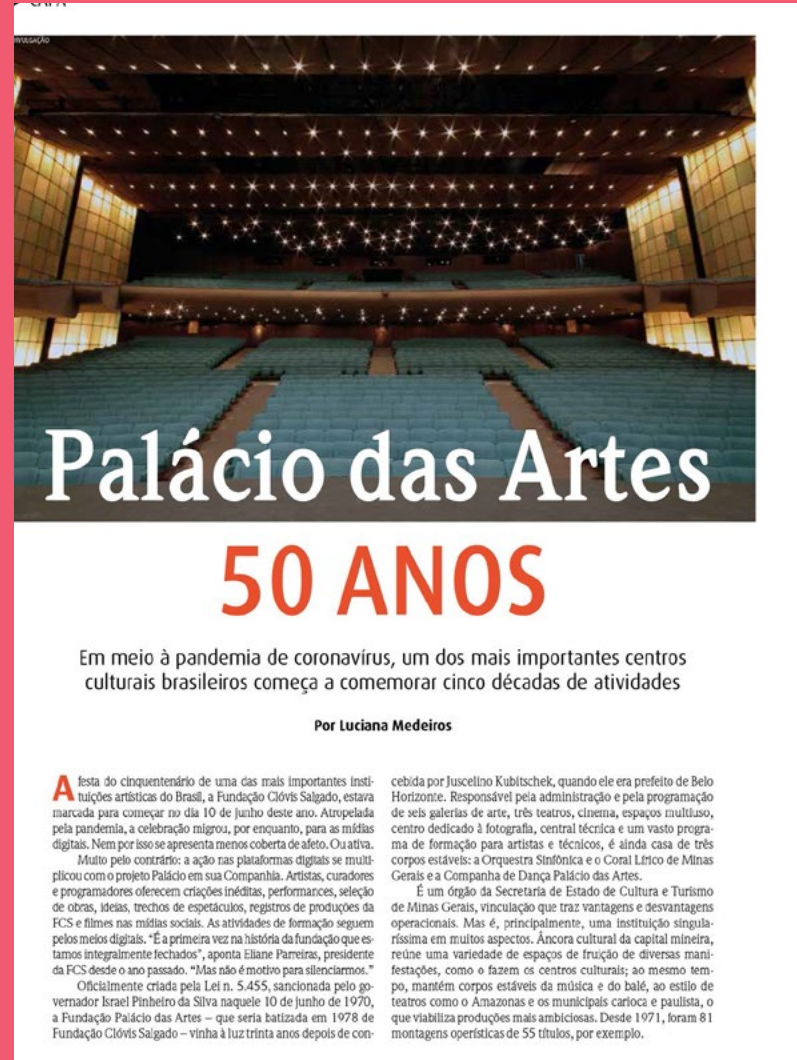 DIVULGAÇÃO
Palácio das Artes
50 ANOS
Em meio à pandemia de coronavírus, um dos mais importantes centros
culturais brasileiros começa a comemorar cinco décadas de atividades
Por Luciana Medeiros
A festa do cinquentenário de uma das mais importantes insti-
tuições artísticas do Brasil, a Fundação Clóvis Salgado, estava
marcada para começar no dia 10 de junho deste ano. Atropelada
pela pandemia, a celebração migrou, por enquanto, para as mídias
digitais. Nem por isso se apresenta menos coberta de afeto. Ou ativa.
Muito pelo contrário: a ação nas plataformas digitais se multi-
plicou com o projeto Palácio em sua Companhia. Artistas, curadores
e programadores oferecem criações inéditas, performances, seleção
de obras, ideias, trechos de espetáculos, registros de produções da
FCS e filmes nas mídias sociais. As atividades de formação seguem
pelos meios digitais. “É a primeira vez na história da fundação que es-
tamos integralmente fechados”, aponta Eliane Parreiras, presidente
da FCS desde o ano passado. “Mas não é motivo para silenciarmos.”
Oficialmente criada pela Lei n. 5.455, sancionada pelo go-
vernador Israel Pinheiro da Silva naquele 10 de junho de 1970,
a Fundação Palácio das Artes – que seria batizada em 1978 de
Fundação Clóvis Salgado – vinha à luz trinta anos depois de con-
cebida por Juscelino Kubitschek, quando ele era prefeito de Belo
Horizonte. Responsável pela administração e pela programação
de seis galerias de arte, três teatros, cinema, espaços multiuso,
centro dedicado à fotografia, central técnica e um vasto progra-
ma de formação para artistas e técnicos, é ainda casa de três
corpos estáveis: a Orquestra Sinfônica e o Coral Lírico de Minas
Gerais e a Companha de Dança Palácio das Artes.
É um órgão da Secretaria de Estado de Cultura e Turismo
de Minas Gerais, vinculação que traz vantagens e desvantagens
operacionais. Mas é, principalmente, uma instituição singula-
ríssima em muitos aspectos. Âncora cultural da capital mineira,
reúne uma variedade de espaços de fruição de diversas mani-
festações, como o fazem os centros culturais; ao mesmo tem-
po, mantém corpos estáveis da música e do balé, ao estilo de
teatros como o Amazonas e os municipais carioca e paulista, o
que viabiliza produções mais ambiciosas. Desde 1971, foram 81
montagens operísticas de 55 títulos, por exemplo.